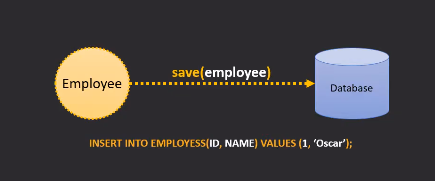 save(employee)
Employee
Database
INSERT INTO EMPLOYESS(ID, NAME) VALUES (1, ‘Oscar’);